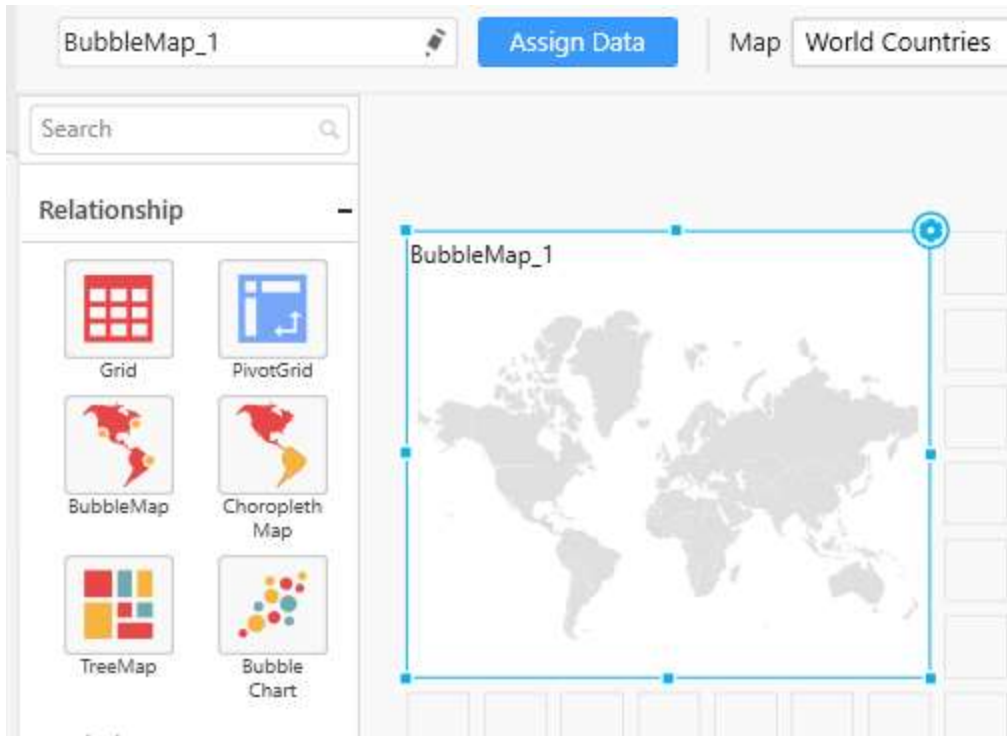 BubbleMap_1
Assign Data
Map
World Countries
Search
Relationship
BubbleMap_1
Grid
PivotGrid
BubbleMap
Choropleth
Map
TreeMap
Bubble
Chart